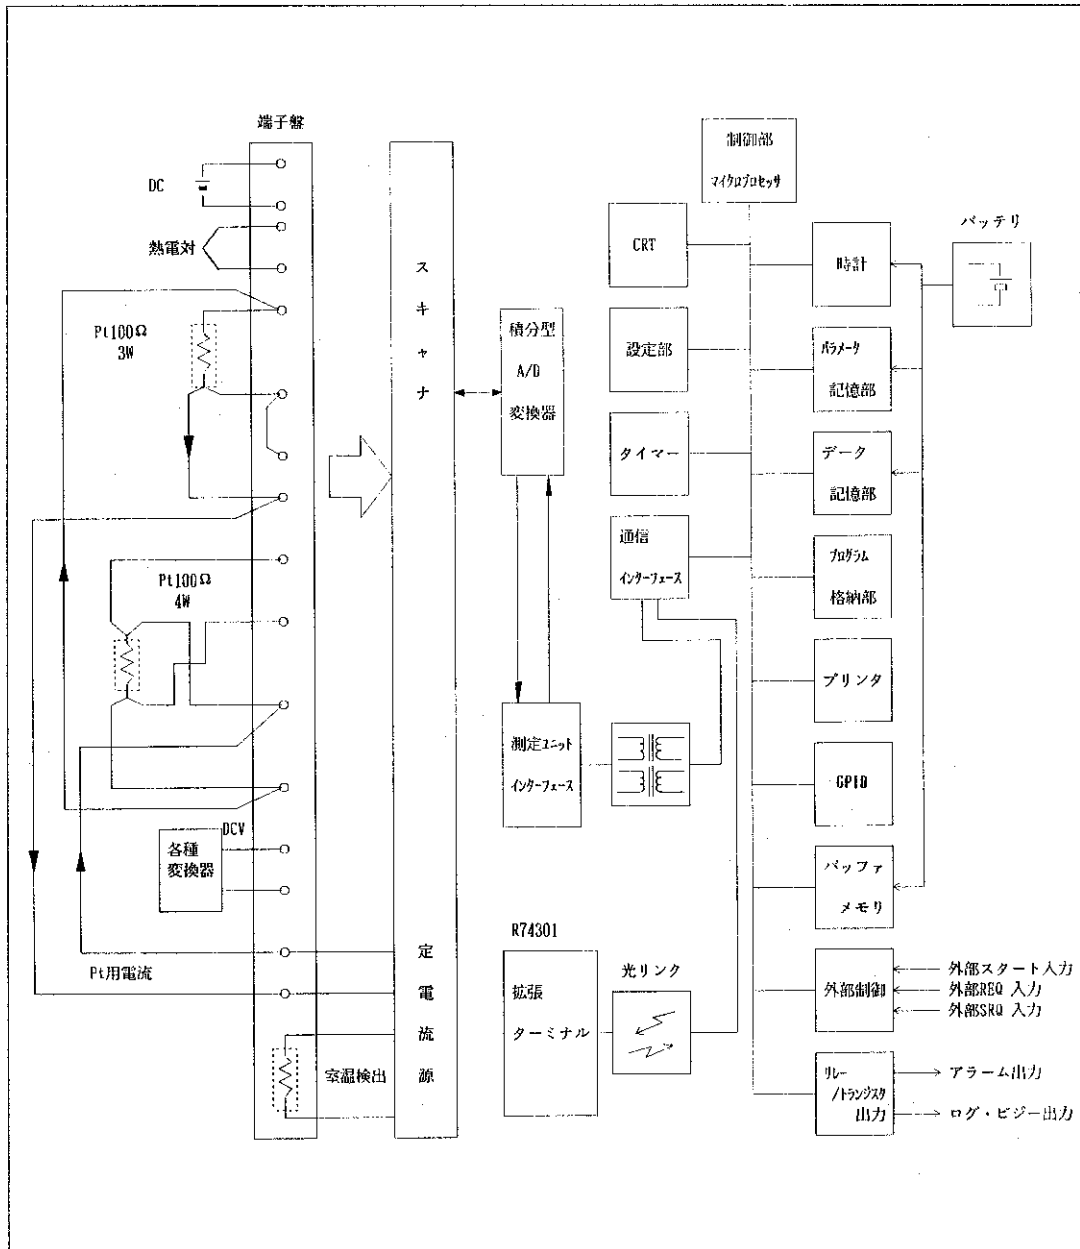 端子盤
DC
熱電対
Pt100Ω
3W
Pt100Ω
4W
DCV
各種
変換器
Pt用電流
室温検出
スキャナ
定電流源
積分型
A/D
変換器
測定ユニット
インターフェース
R74301
拡張
ターミナル
光リンク
制御部
マイクロプロセッサ
CRT
設定部
タイマー
通信
インターフェース
バッテリ
時計
パラメータ
記憶部
データ
記憶部
プログラム
格納部
プリンタ
GPIB
バッファ
メモリ
外部制御
外部スタート入力
外部REQ 入力
外部SRQ 入力
リレー
/トランジスタ
出力
アラーム出力
ログ・ビジー出力